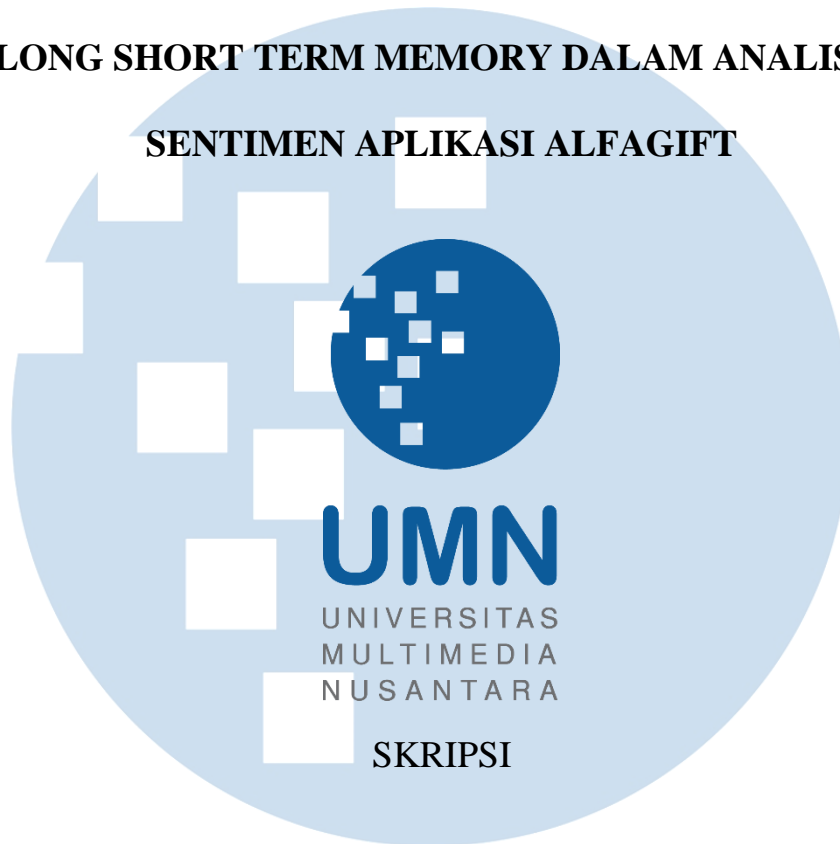 LONG SHORT TERM MEMORY DALAM ANALIS
SENTIMEN APLIKASI ALFAGIFT
UMN
UNIVERSITAS
MULTIMEDIA
NUSANTARA
SKRIPSI